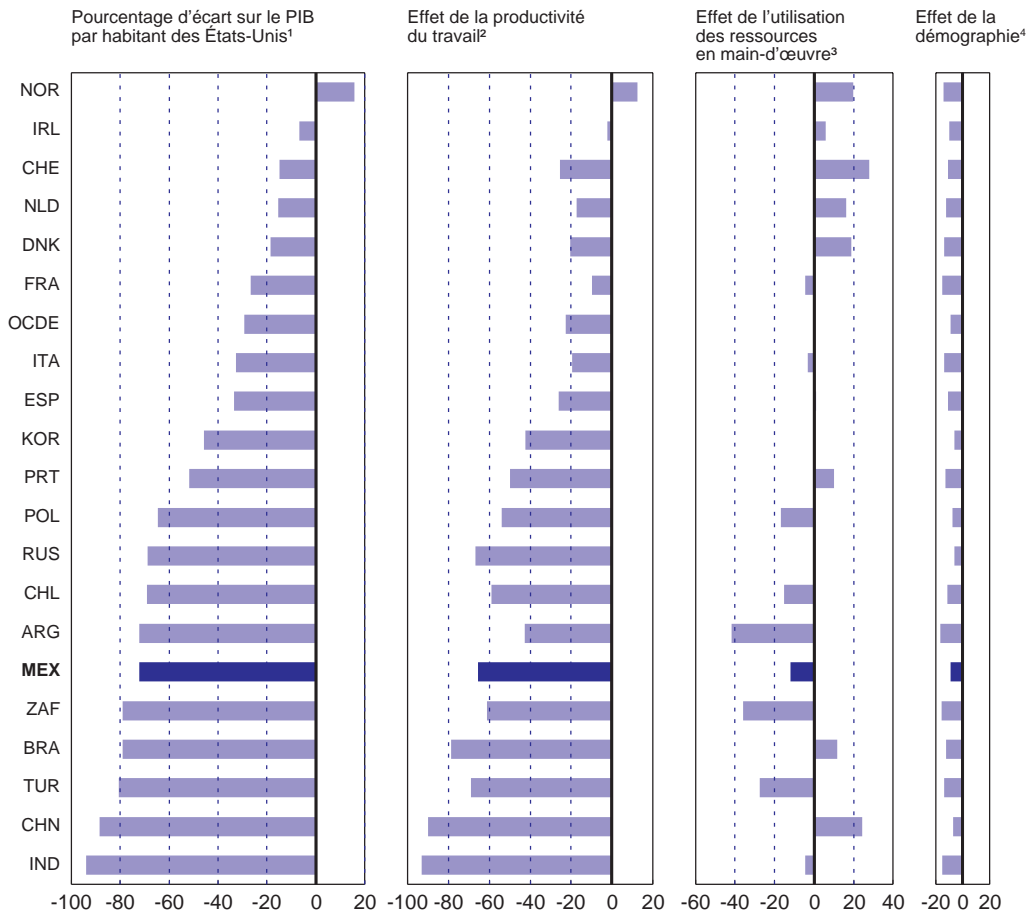 Pourcentage d'écart sur le PIB
par habitant des États-Unis¹
Effet de la productivité
du travail²
Effet de l'utilisation
des ressources
en main-d'œuvre³
Effet de la
démographie⁴
NOR
IRL
CHE
NLD
DNK
FRA
OCDE
ITA
ESP
KOR
PRT
POL
RUS
CHL
ARG
MEX
ZAF
BRA
TUR
CHN
IND
-100 -80 -60 -40 -20 0 20
-100 -80 -60 -40 -20 0 20
-60 -40 -20 0 20 40
-20 0 20